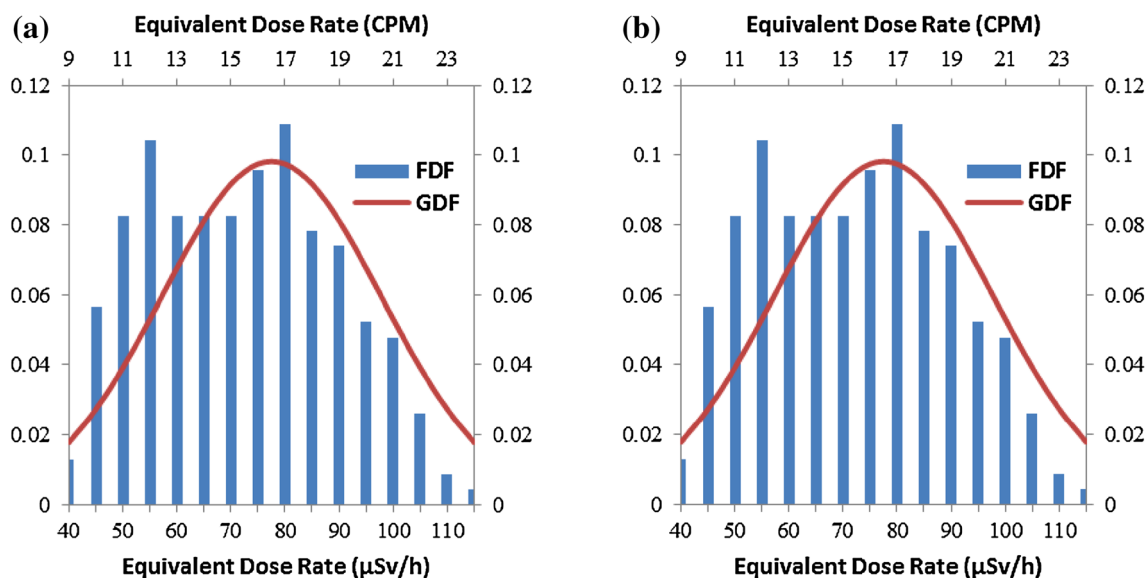 (a) Equivalent Dose Rate (CPM)
9 11 12 14 16 17 19 21 23
0.12 0.12
0.1 0.1
FDF
GDF
0.08 0.08
0.06 0.06
0.04 0.04
0.02 0.02
0 0
40 50 60 70 80 90 100 110
Equivalent Dose Rate (μSv/h)
(b) Equivalent Dose Rate (CPM)
9 11 13 14 16 17 19 21 23
0.12 0.12
0.1 0.1
FDF
GDF
0.08 0.08
0.06 0.06
0.04 0.04
0.02 0.02
0 0
40 50 60 70 80 90 100 110
Equivalent Dose Rate (μSv/h)